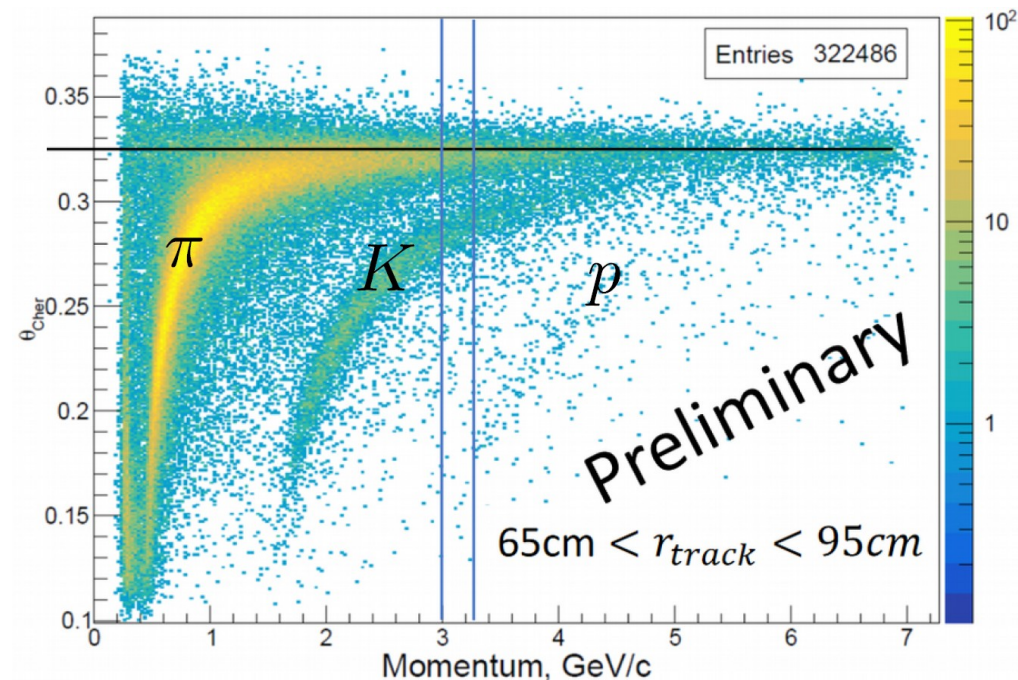 Entries 322486
10²
10
1
0.35
0.3
0.25
0.2
0.15
0.1
θCher
π
K
p
Preliminary
65cm < r_track < 95cm
0 1 2 3 4 5 6 7
Momentum, GeV/c